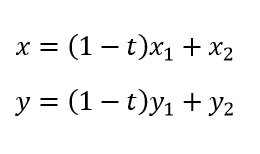 x = (1 − t)x₁ + x₂
y = (1 − t)y₁ + y₂